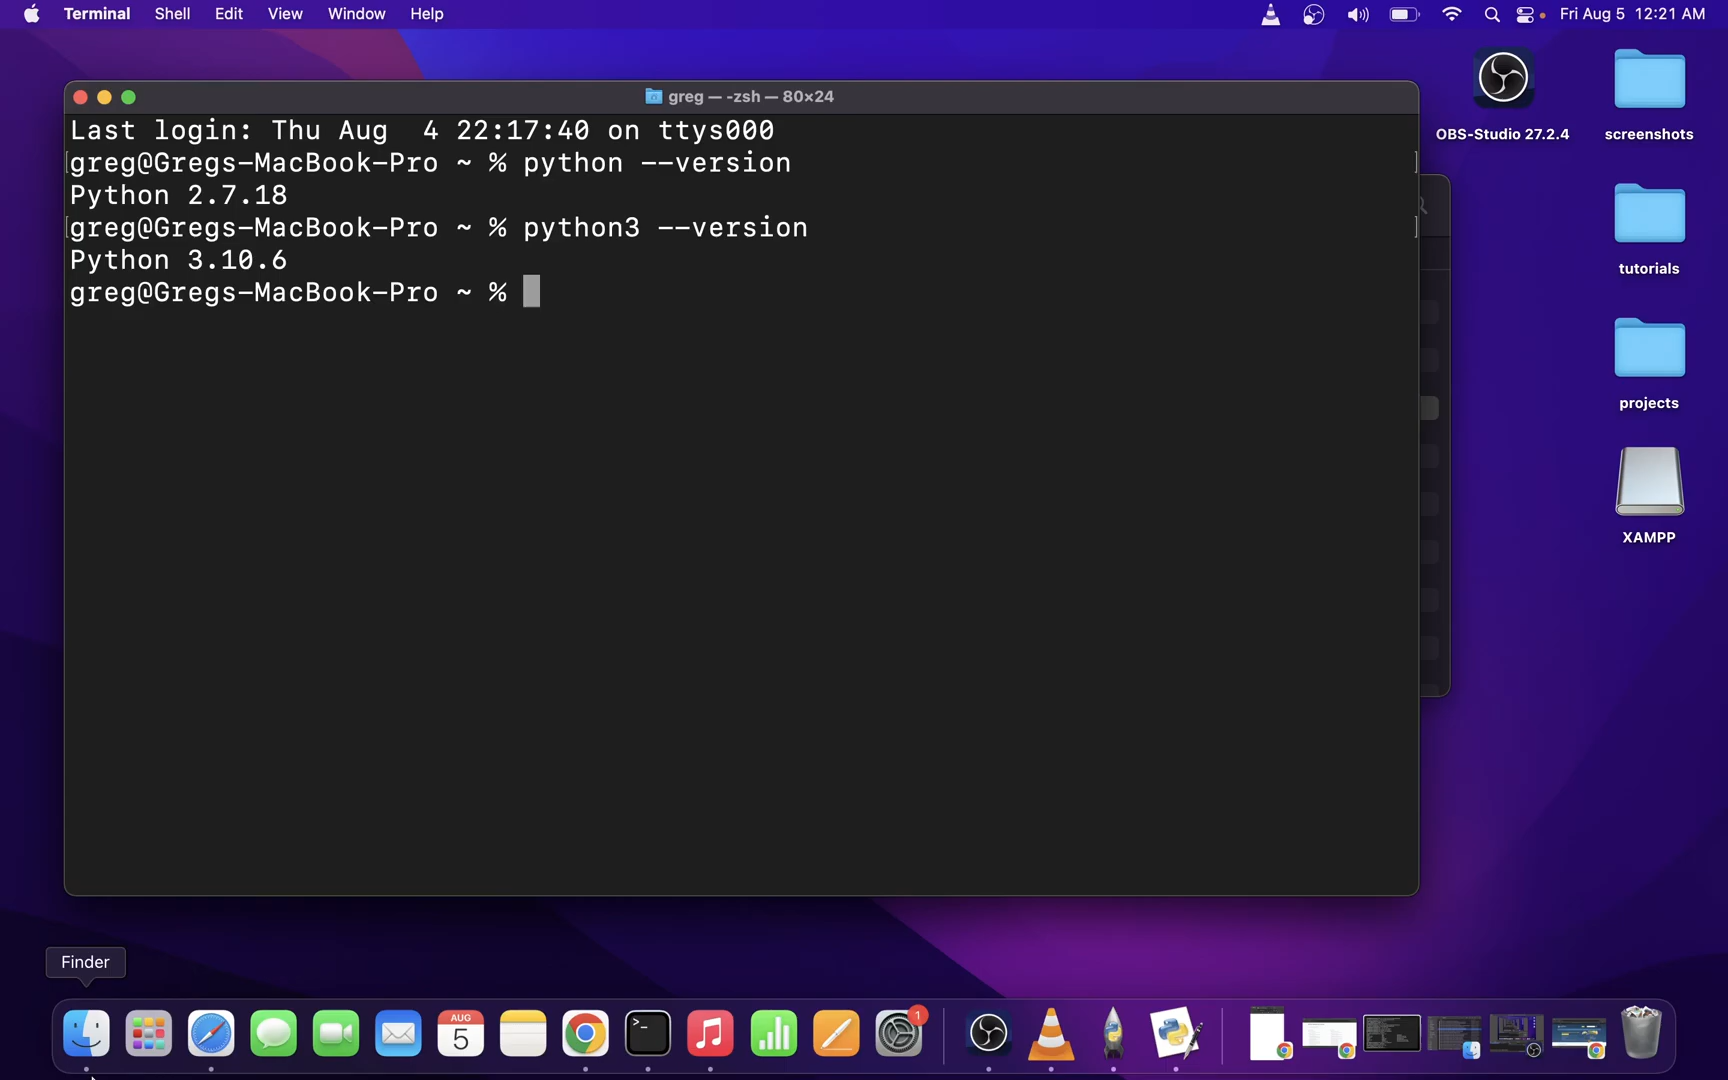 Terminal Shell Edit View Window Help Fri Aug 5 12:21 AM
greg — -zsh — 80×24
Last login: Thu Aug  4 22:17:40 on ttys000
[greg@Gregs-MacBook-Pro ~ % python --version ]
Python 2.7.18
[greg@Gregs-MacBook-Pro ~ % python3 --version ]
Python 3.10.6
greg@Gregs-MacBook-Pro ~ %
OBS-Studio 27.2.4
screenshots
tutorials
projects
XAMPP
Finder
AUG
5
>_
1